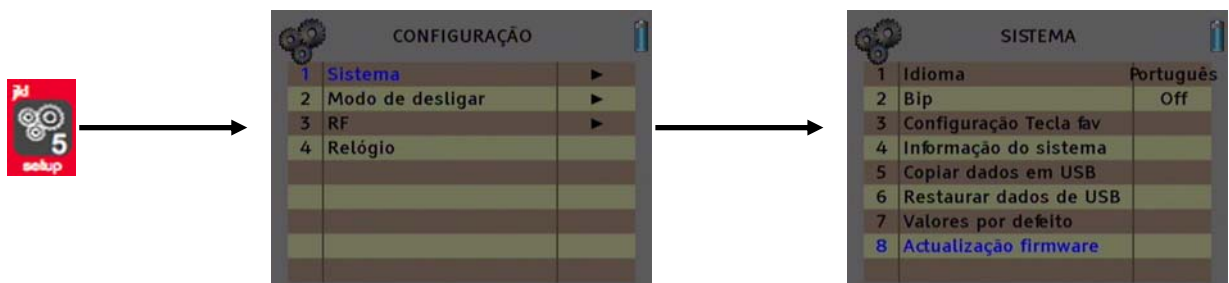 jkl
5
setup
CONFIGURAÇÃO
1 Sistema
2 Modo de desligar
3 RF
4 Relógio
SISTEMA
1 Idioma Português
2 Bip Off
3 Configuração Tecla fav
4 Informação do sistema
5 Copiar dados em USB
6 Restaurar dados de USB
7 Valores por defeito
8 Actualização firmware